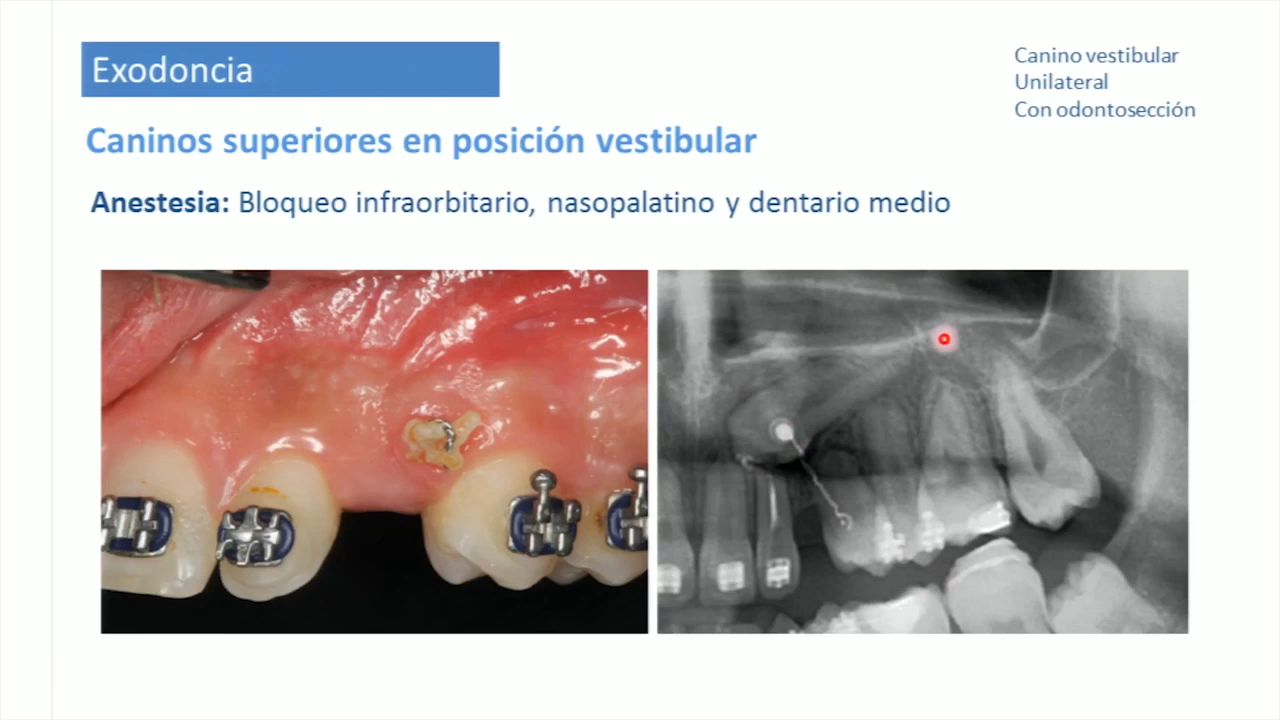 Exodoncia
Canino vestibular
Unilateral
Con odontosección
Caninos superiores en posición vestibular
Anestesia: Bloqueo infraorbitario, nasopalatino y dentario medio